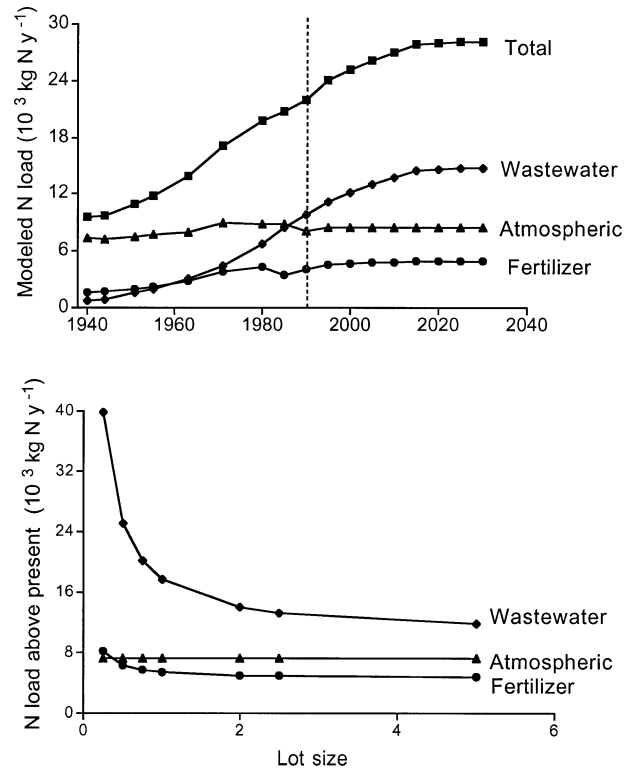 Modeled N load (10 3 kg N y -1)
30
24
18
12
6
0
Total
Wastewater
Atmospheric
Fertilizer
1940 1960 1980 2000 2020 2040
N load above present (10 3 kg N y -1)
40
32
24
16
8
0
Wastewater
Atmospheric
Fertilizer
0 2 4 6
Lot size